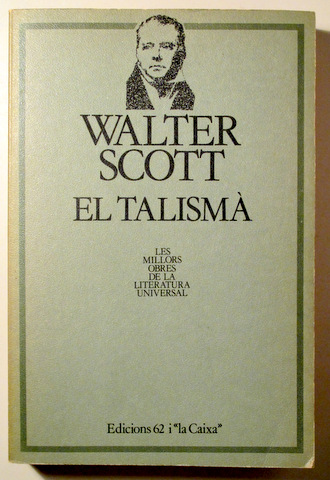 WALTER
SCOTT
EL TALISMÀ
LES
MILLORS
OBRES
DE LA
LITERATURA
UNIVERSAL
Edicions 62 i "la Caixa"